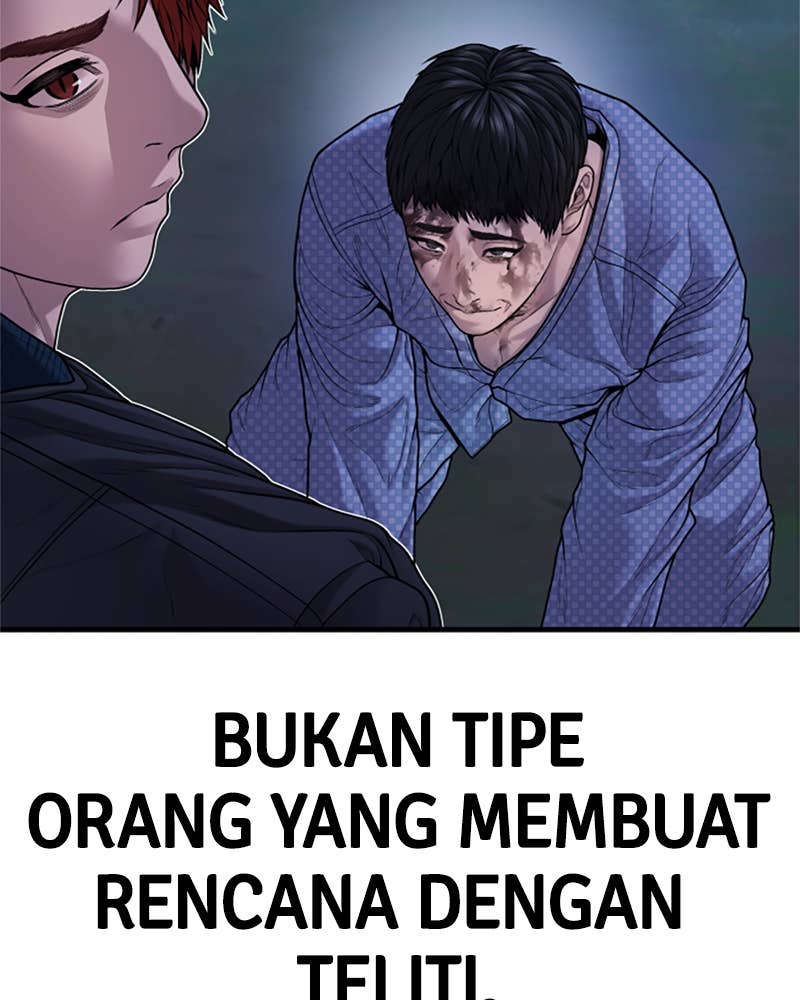 BUKAN TIPE
ORANG YANG MEMBUAT
RENCANA DENGAN
TELITI.